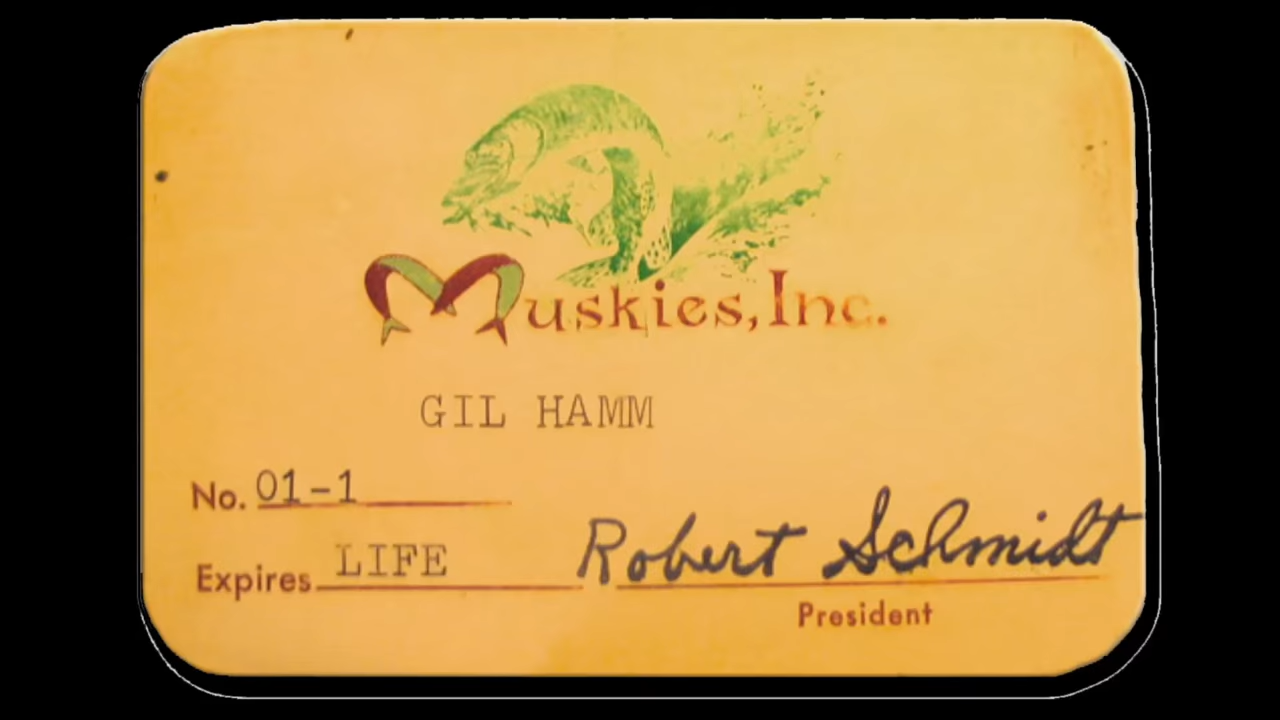 Muskies, Inc.
GIL HAMM
No. 01-1
Expires LIFE
Robert Schmidt
President